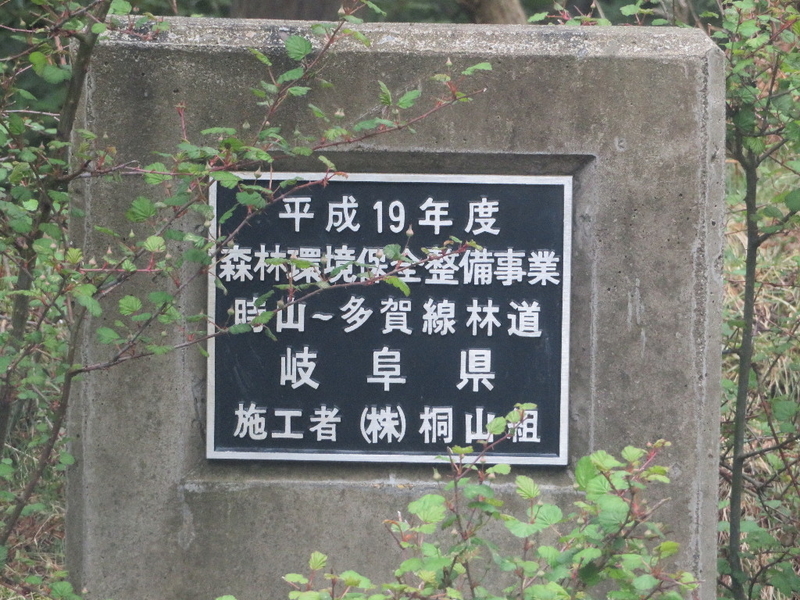 平成19年度
森林環境保全整備事業
時山～多賀線林道
岐阜県
施工者 (株) 桐山組